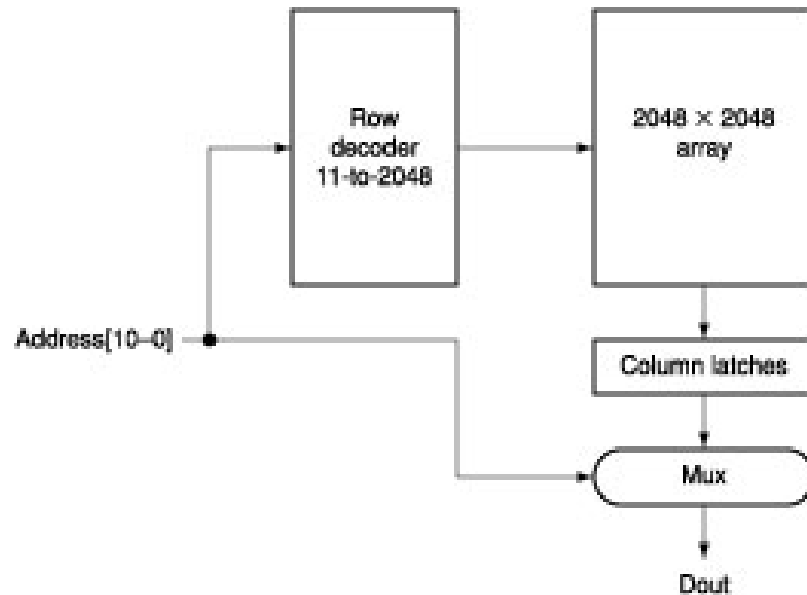 Row
decoder
11-to-2048
2048 × 2048
array
Address[10–0]
Column latches
Mux
Dout